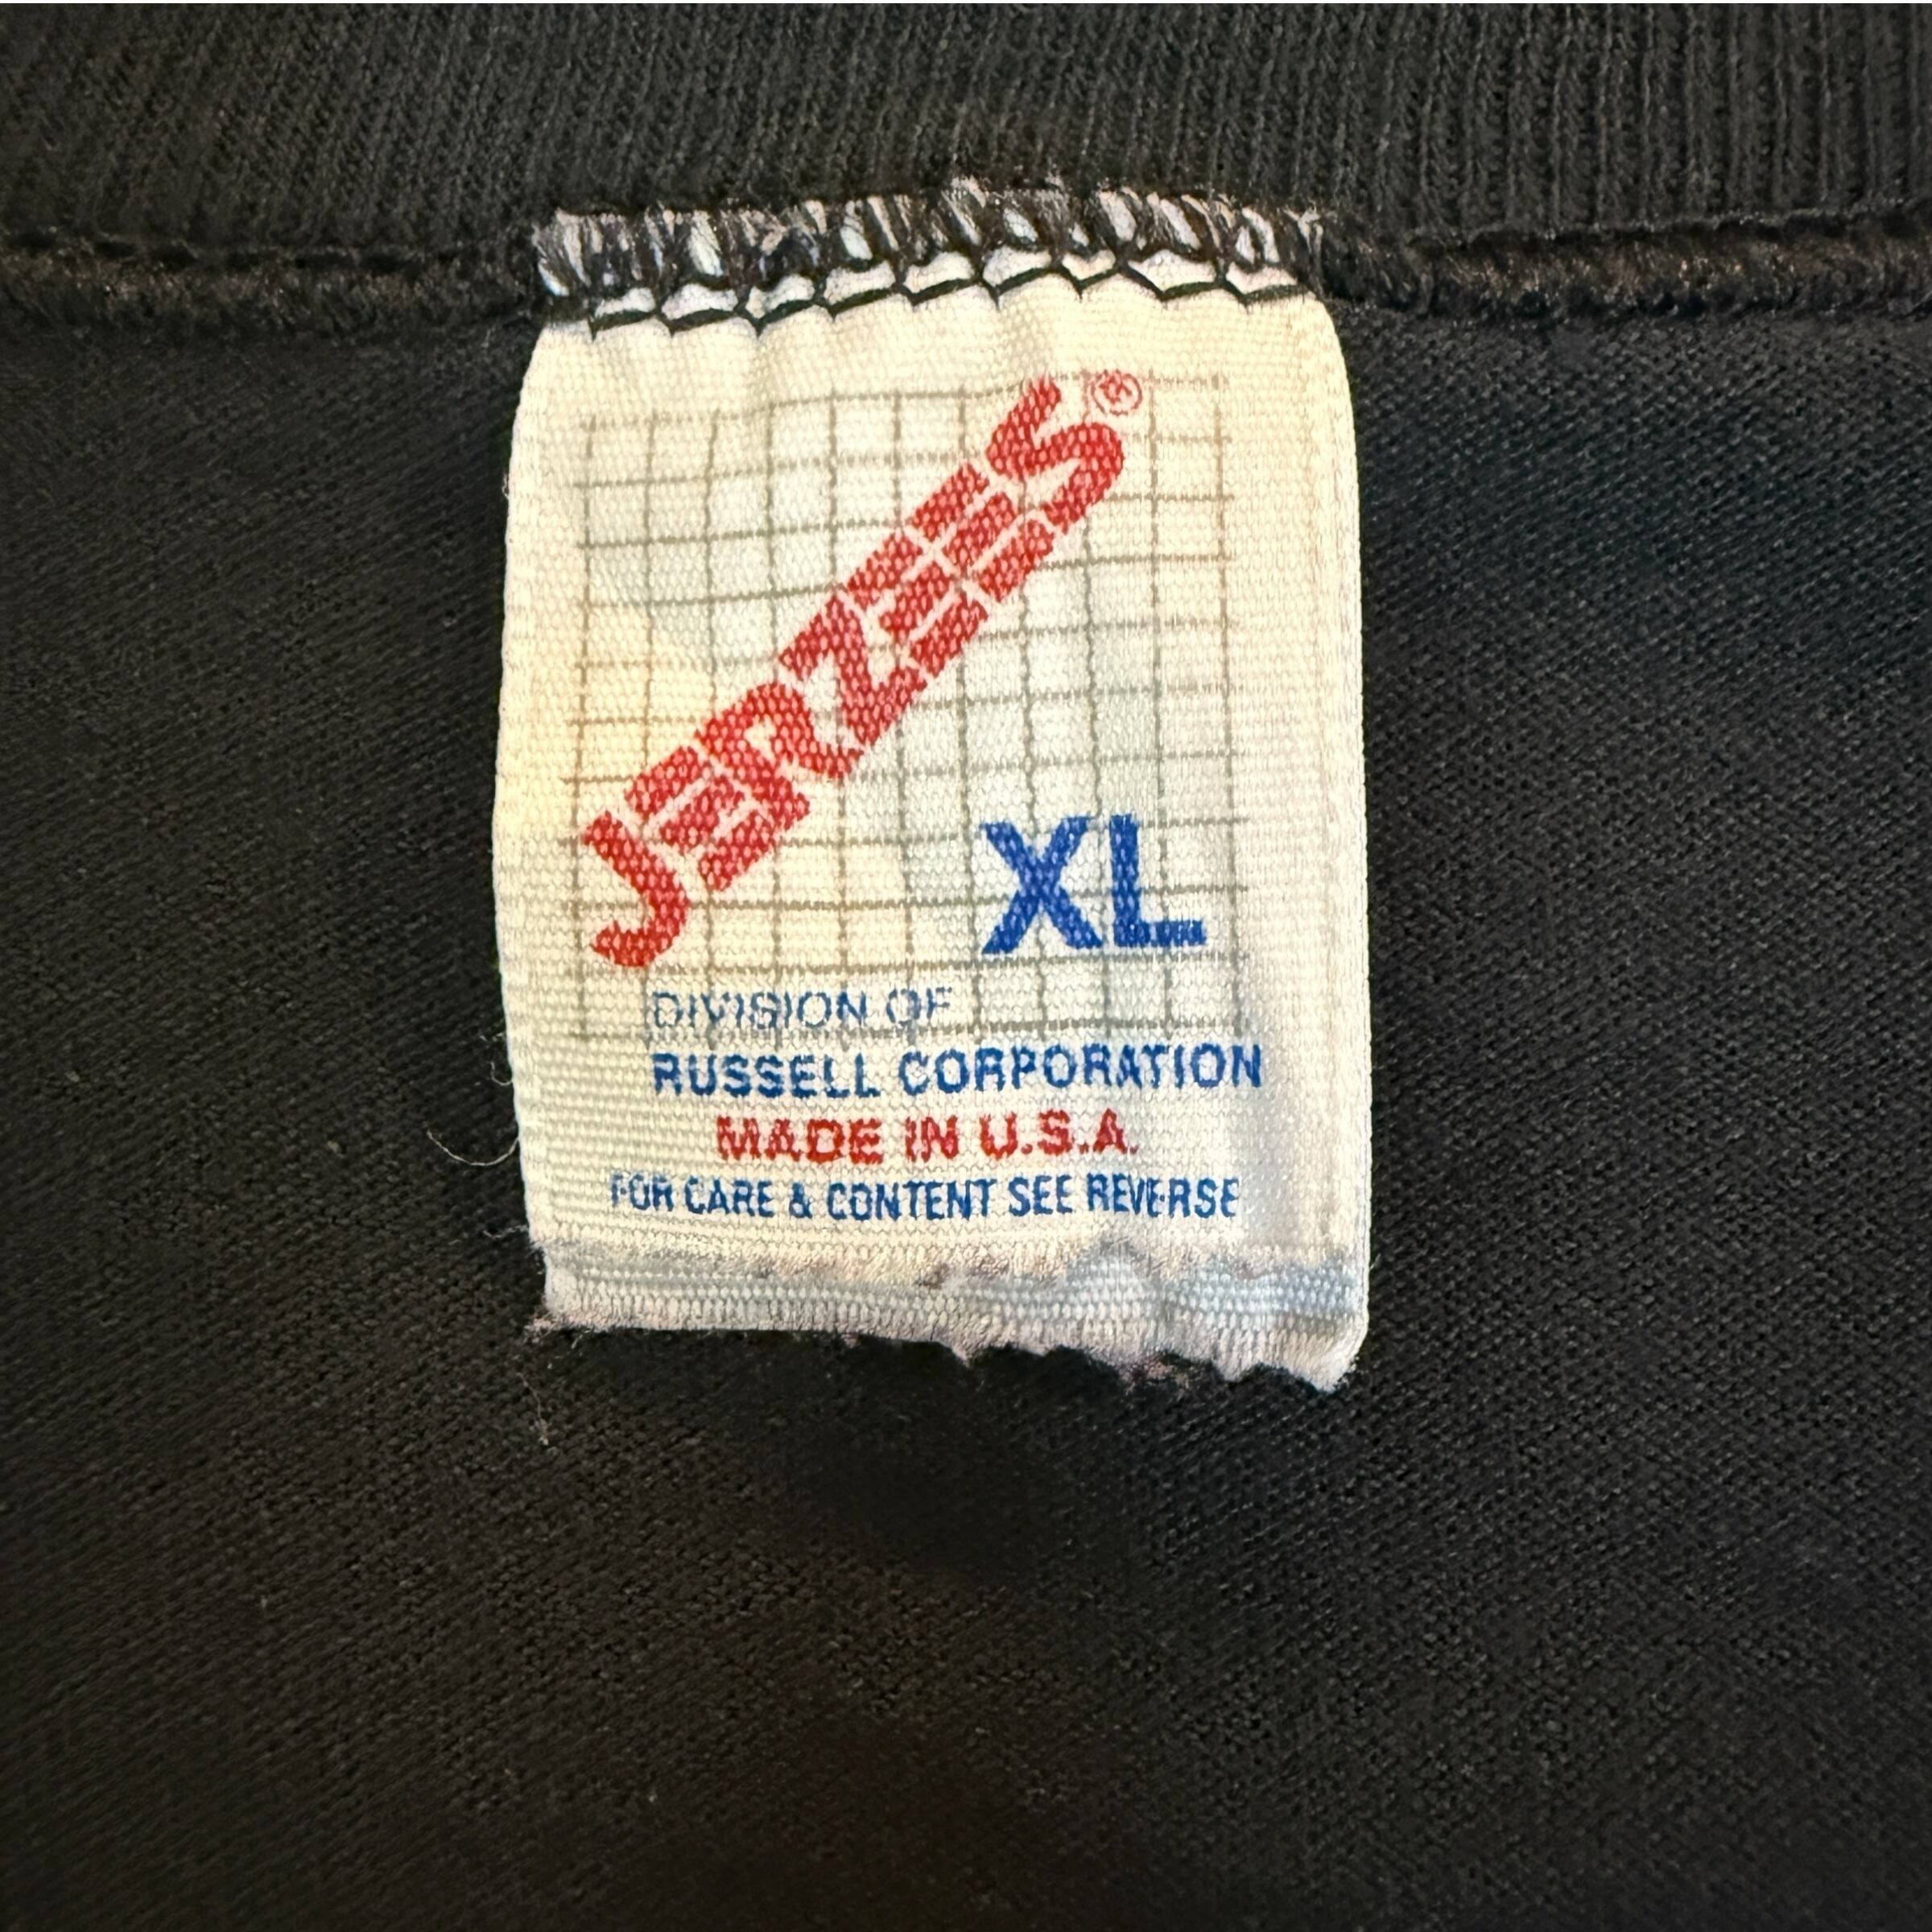 JERZEES®
XL
DIVISION OF
RUSSELL CORPORATION
MADE IN U.S.A.
FOR CARE & CONTENT SEE REVERSE